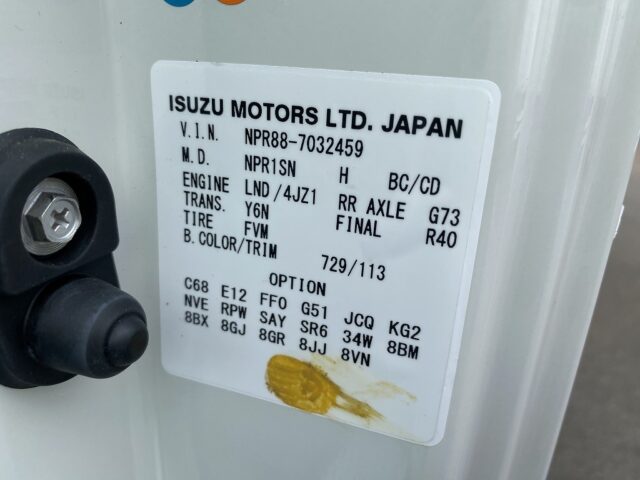 ISUZU MOTORS LTD. JAPAN
V.I.N. NPR88-7032459
M.D. NPR1SN H BC/CD
ENGINE LND/4JZ1 RR AXLE G73
TRANS. Y6N FINAL R40
TIRE FVM
B.COLOR/TRIM 729/113
OPTION
C68 E12 FFO G51 JCQ KG2
NVE RPW SAY SR6 34W 8BM
8BX 8GJ 8GR 8JJ 8VN